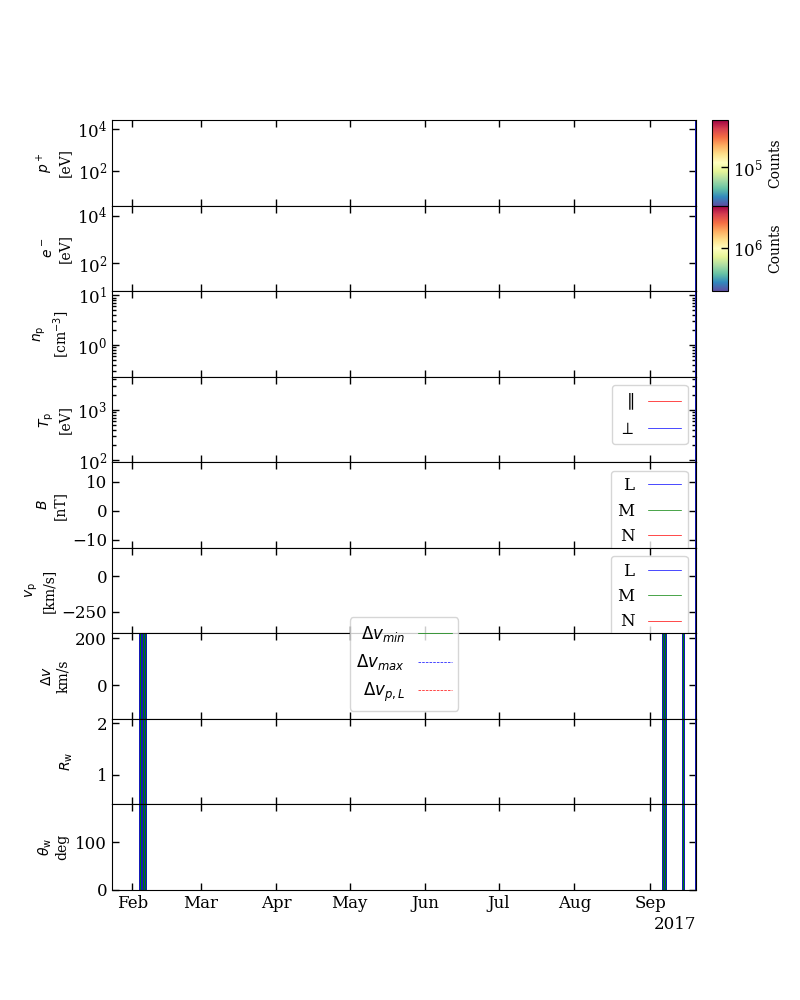 10^4
10^2
p^+
[eV]
10^5
Counts
10^4
10^2
e^−
[eV]
10^6
Counts
10^1
10^0
n_p
[cm^−3]
10^3
10^2
T_p
[eV]
∥
⊥
10
0
−10
B
[nT]
L
M
N
0
−250
v_p
[km/s]
L
M
N
200
0
Δv
km/s
Δv_min
Δv_max
Δv_p,L
2
1
R_w
100
0
θ_w
deg
Feb Mar Apr May Jun Jul Aug Sep
2017